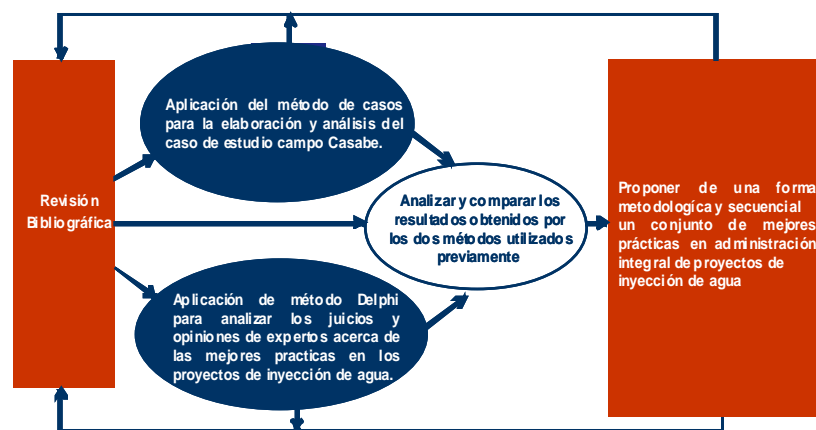 Aplicación del método de casos
para la elaboración y análisis del
caso de estudio campo Casabe.
Revisión
Bibliográfica
Analizar y comparar los
resultados obtenidos por
los dos métodos utilizados
previamente
Proponer de una forma
metodologíca y secuencial
un conjunto de mejores
prácticas en administración
integral de proyectos de
inyección de agua
Aplicación de método Delphi
para analizar los juicios y
opiniones de expertos acerca de
las mejores practicas en los
proyectos de inyección de agua.